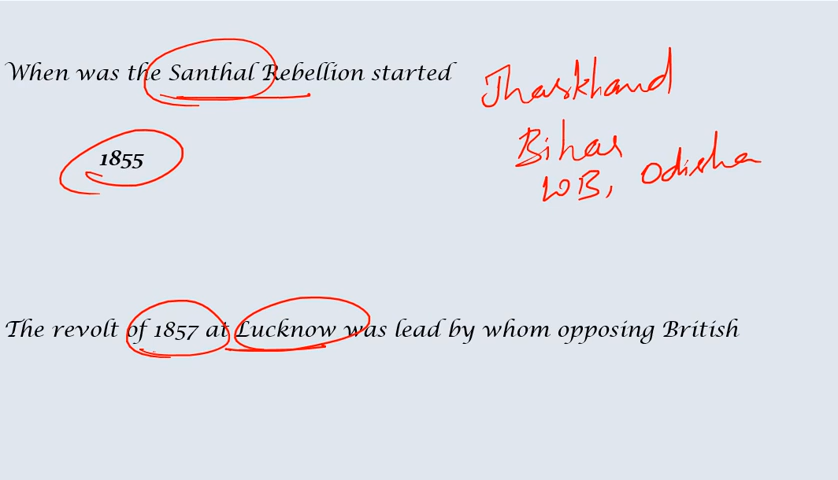 When was the Santhal Rebellion started
Jharkhand
1855
Bihar
WB, Odisha
The revolt of 1857 at Lucknow was lead by whom opposing British